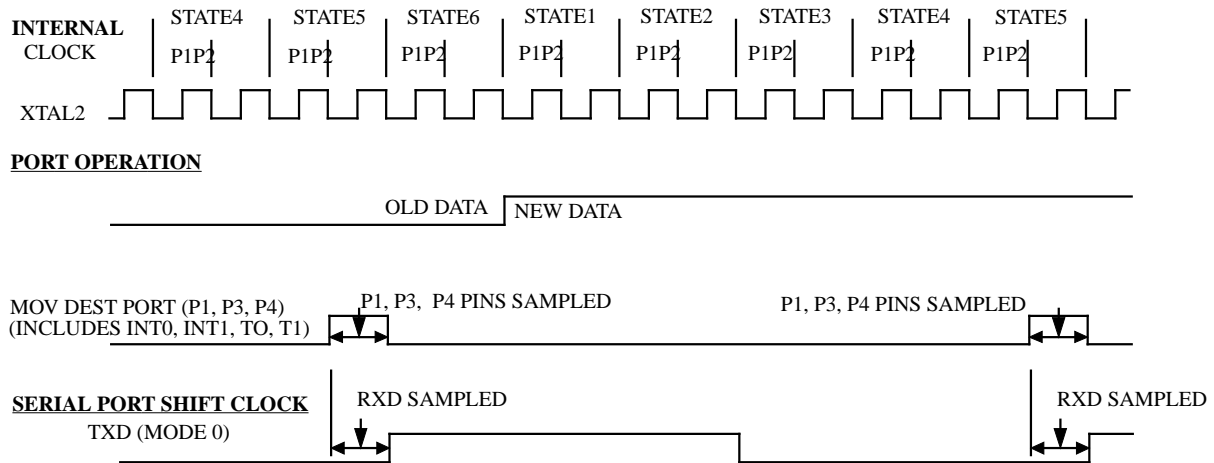 STATE4 STATE5 STATE6 STATE1 STATE2 STATE3 STATE4 STATE5
INTERNAL
CLOCK
P1P2 P1P2 P1P2 P1P2 P1P2 P1P2 P1P2 P1P2
XTAL2
PORT OPERATION
OLD DATA NEW DATA
MOV DEST PORT (P1, P3, P4)
(INCLUDES INT0, INT1, TO, T1)
P1, P3, P4 PINS SAMPLED
P1, P3, P4 PINS SAMPLED
SERIAL PORT SHIFT CLOCK
TXD (MODE 0)
RXD SAMPLED
RXD SAMPLED